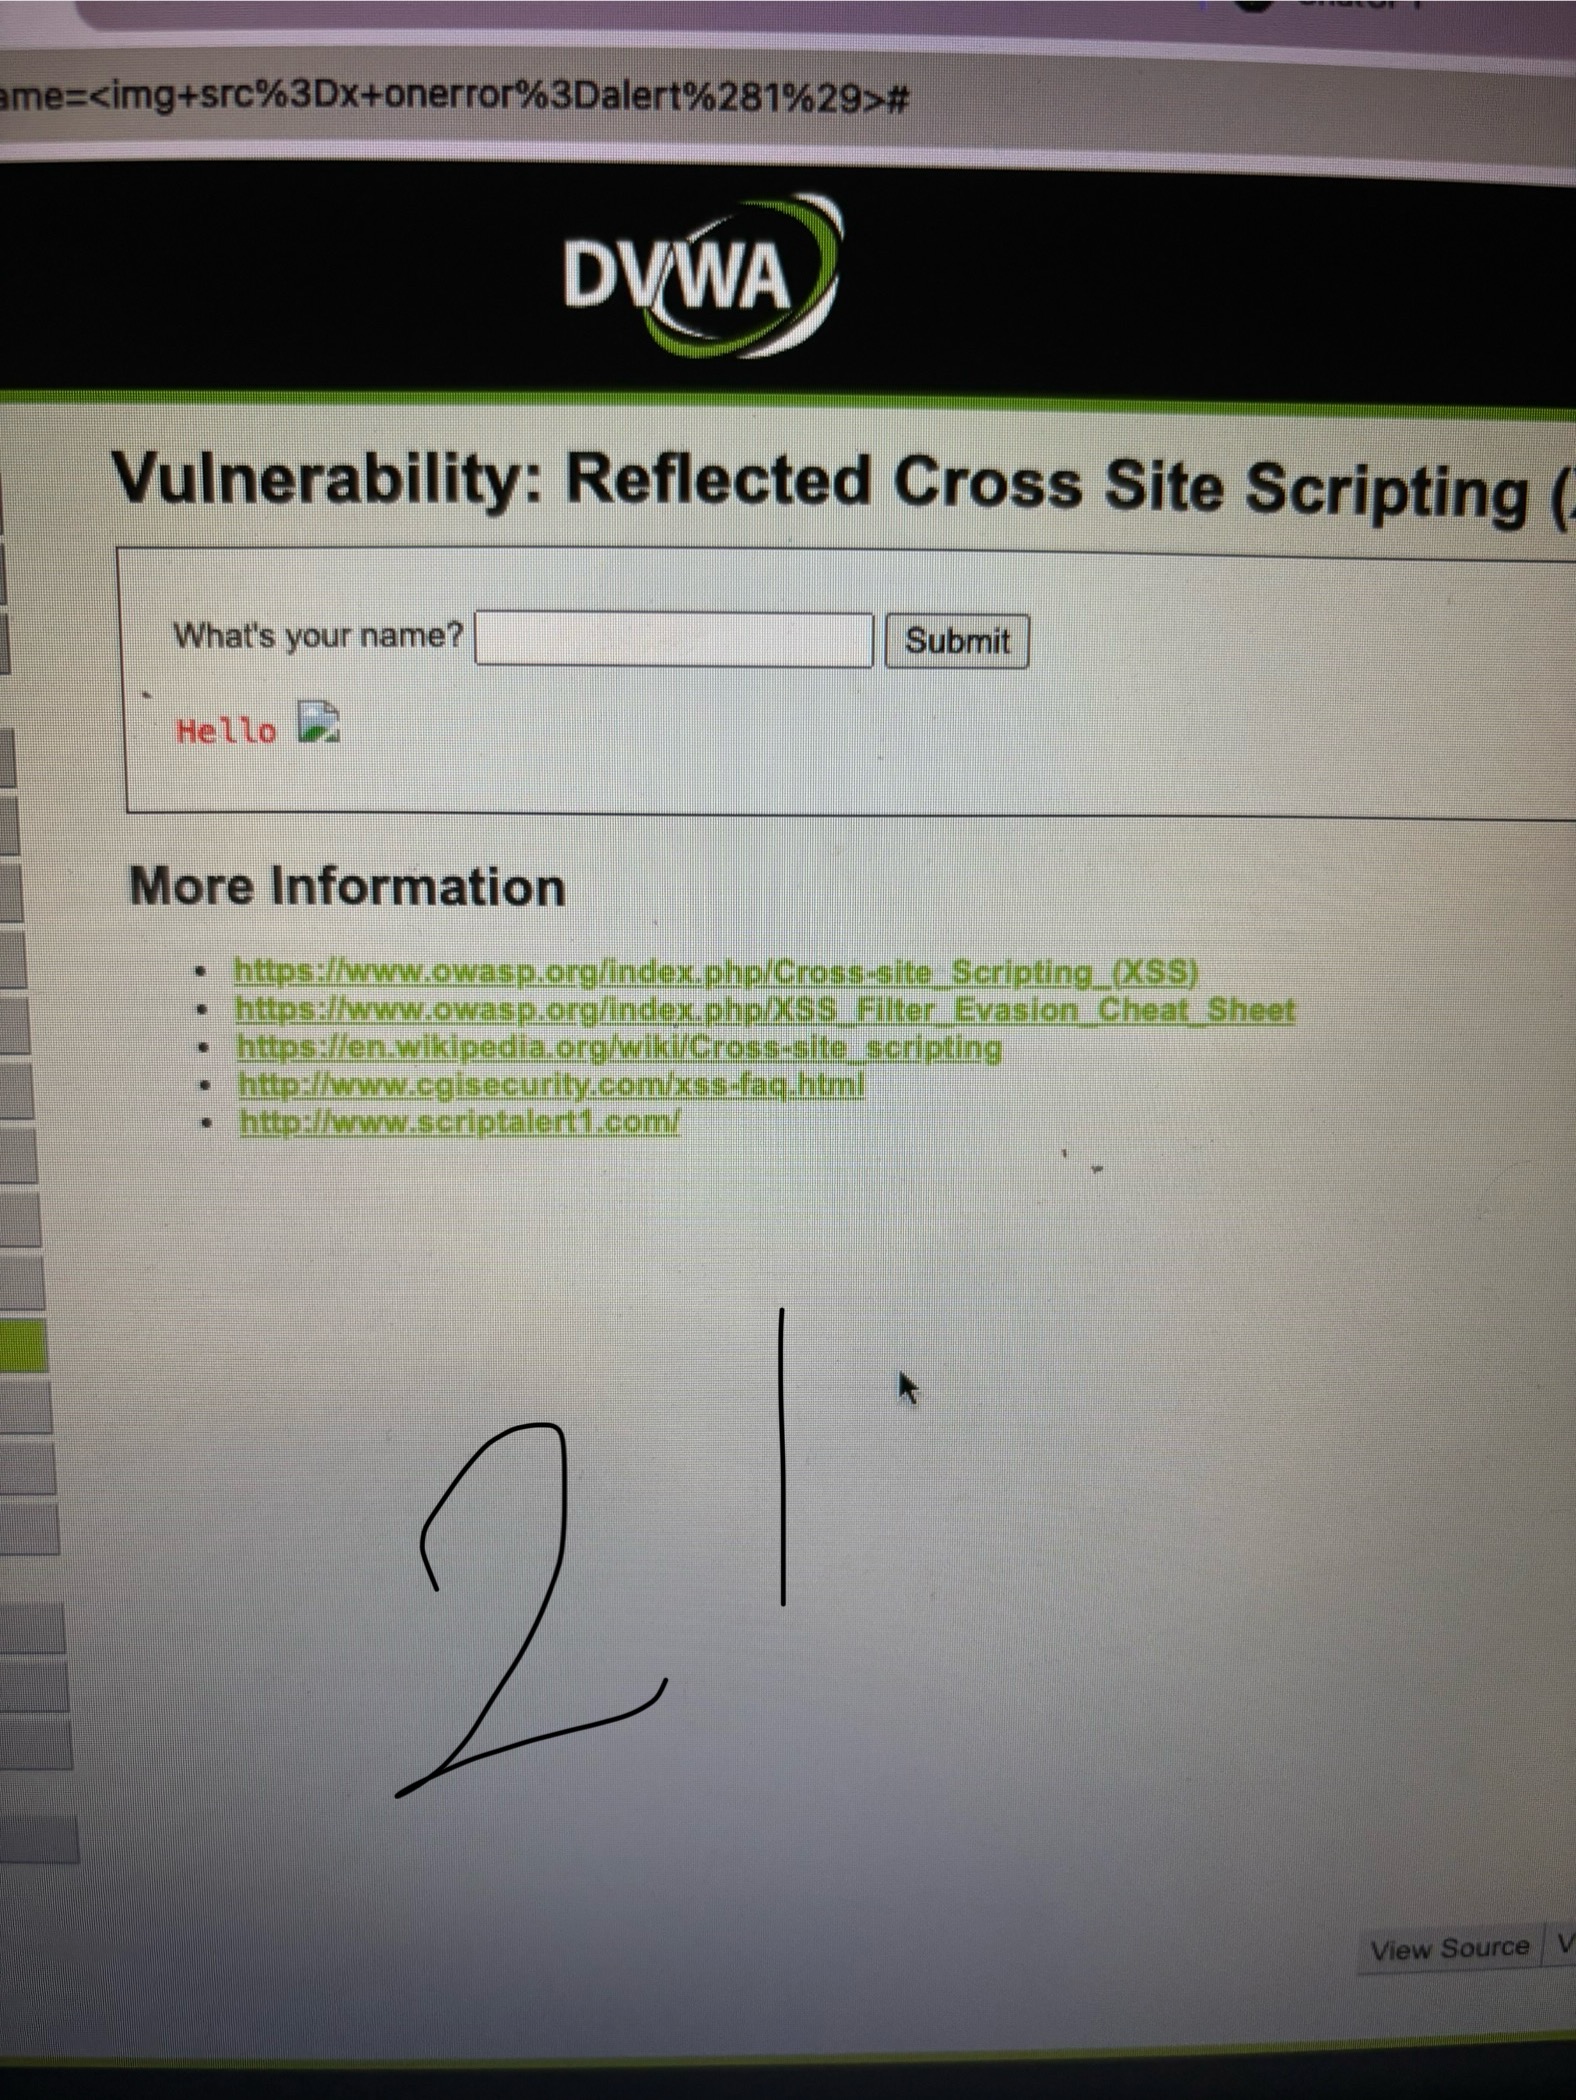 ame=<img+src%3Dx+onerror%3Dalert%281%29>#
DVWA
Vulnerability: Reflected Cross Site Scripting (
What's your name? Submit
Hello
More Information
https://www.owasp.org/index.php/Cross-site_Scripting_(XSS)
https://www.owasp.org/index.php/XSS_Filter_Evasion_Cheat_Sheet
https://en.wikipedia.org/wiki/Cross-site_scripting
http://www.cgisecurity.com/xss-faq.html
http://www.scriptalert1.com/
21
View Source V